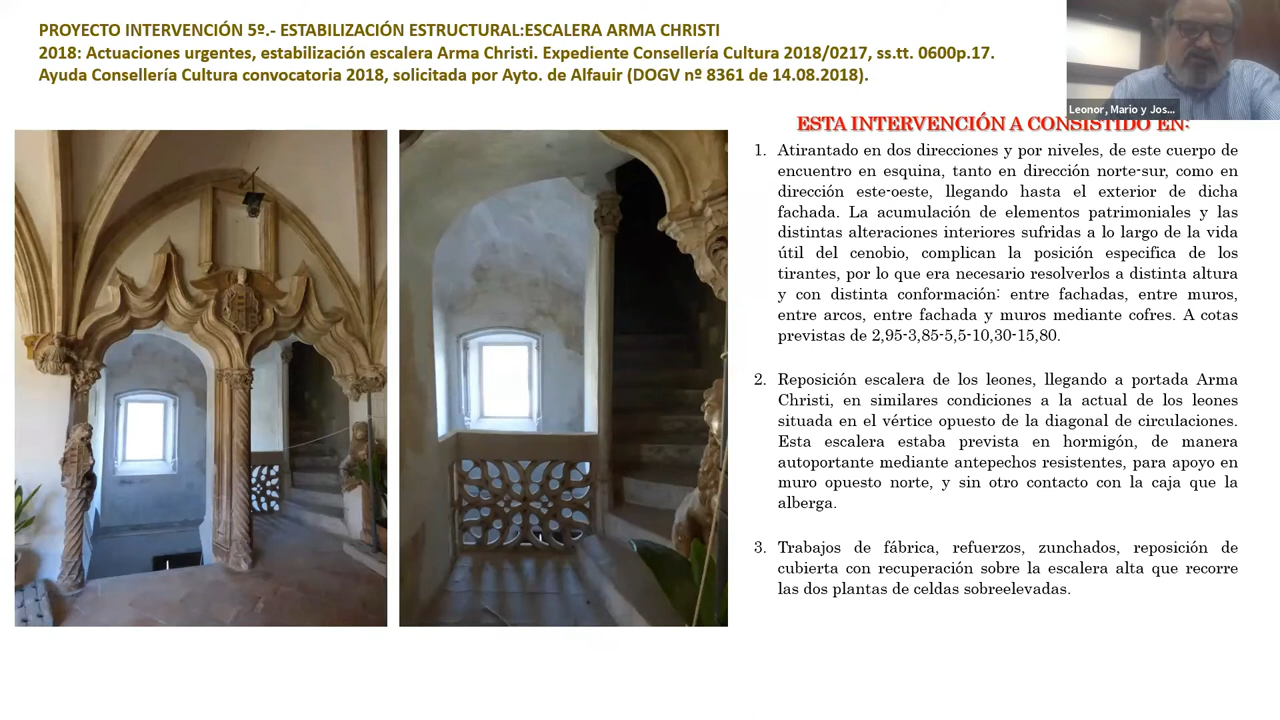 PROYECTO INTERVENCIÓN 5º.- ESTABILIZACIÓN ESTRUCTURAL:ESCALERA ARMA CHRISTI
2018: Actuaciones urgentes, estabilización escalera Arma Christi. Expediente Consellería Cultura 2018/0217, ss.tt. 0600p.17.
Ayuda Consellería Cultura convocatoria 2018, solicitada por Ayto. de Alfauir (DOGV nº 8361 de 14.08.2018).
Leonor, Mario y Jos...
ESTA INTERVENCIÓN A CONSISTIDO EN:
1. Atirantado en dos direcciones y por niveles, de este cuerpo de
encuentro en esquina, tanto en dirección norte-sur, como en
dirección este-oeste, llegando hasta el exterior de dicha
fachada. La acumulación de elementos patrimoniales y las
distintas alteraciones interiores sufridas a lo largo de la vida
útil del cenobio, complican la posición especifica de los
tirantes, por lo que era necesario resolverlos a distinta altura
y con distinta conformación: entre fachadas, entre muros,
entre arcos, entre fachada y muros mediante cofres. A cotas
previstas de 2,95-3,85-5,5-10,30-15,80.
2. Reposición escalera de los leones, llegando a portada Arma
Christi, en similares condiciones a la actual de los leones
situada en el vértice opuesto de la diagonal de circulaciones.
Esta escalera estaba prevista en hormigón, de manera
autoportante mediante antepechos resistentes, para apoyo en
muro opuesto norte, y sin otro contacto con la caja que la
alberga.
3. Trabajos de fábrica, refuerzos, zunchados, reposición de
cubierta con recuperación sobre la escalera alta que recorre
las dos plantas de celdas sobreelevadas.